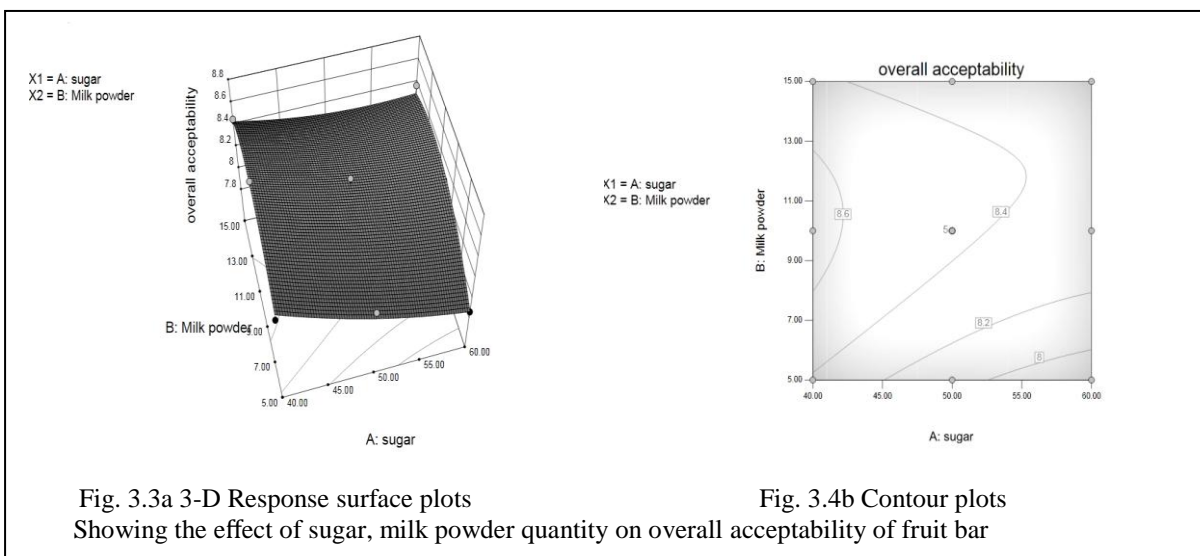 X1 = A: sugar
X2 = B: Milk powder
overall acceptability
8.8
8.6
8.4
8.2
8
7.8
15.00
13.00
11.00
9.00
7.00
5.00
B: Milk powder
40.00
45.00
50.00
55.00
60.00
A: sugar
overall acceptability
X1 = A: sugar
X2 = B: Milk powder
B: Milk powder
15.00
13.00
11.00
9.00
7.00
5.00
8.6
8.4
5
8.2
8
40.00
45.00
50.00
55.00
60.00
A: sugar
Fig. 3.3a 3-D Response surface plots
Fig. 3.4b Contour plots
Showing the effect of sugar, milk powder quantity on overall acceptability of fruit bar